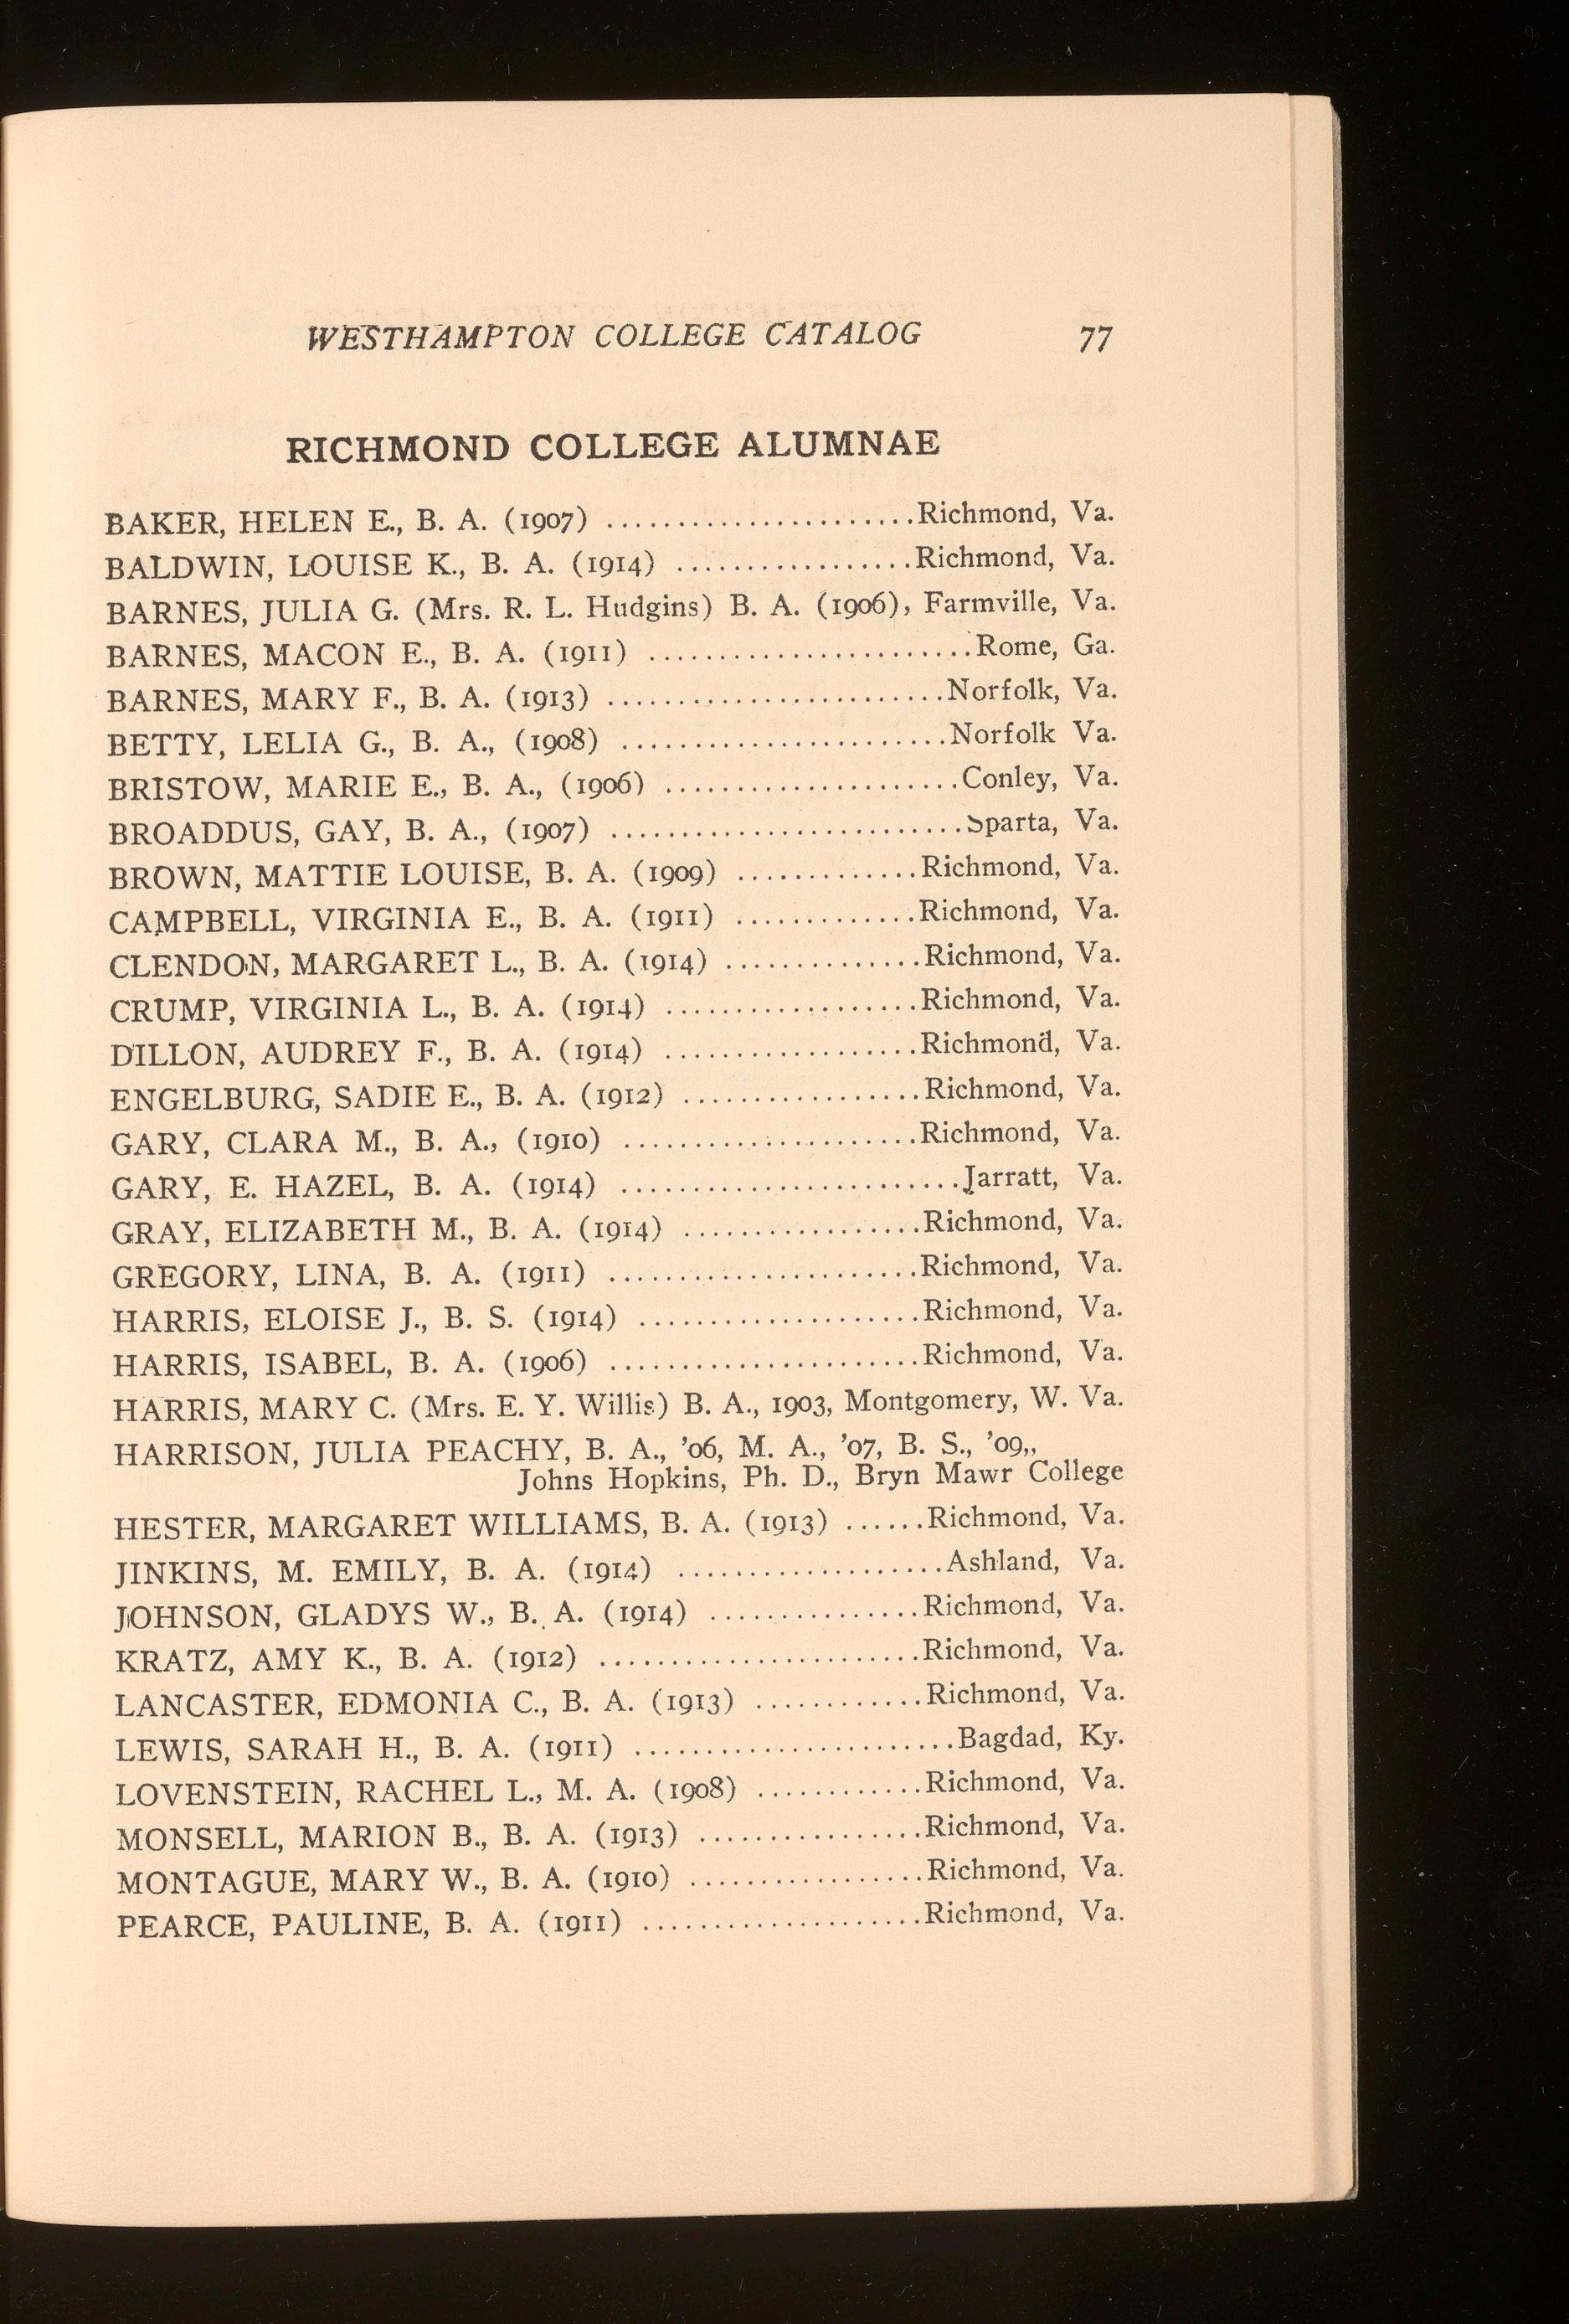 WESTHAMPTON COLLEGE CATALOG 77
RICHMOND COLLEGE ALUMNAE
BAKER, HELEN E., B. A. (1907) ......................Richmond, Va.
BALDWIN, LOUISE K., B. A. (1914) .................Richmond, Va.
BARNES, JULIA G. (Mrs. R. L. Hudgins) B. A. (1906), Farmville, Va.
BARNES, MACON E., B. A. (1911) .......................Rome, Ga.
BARNES, MARY F., B. A. (1913) ........................Norfolk, Va.
BETTY, LELIA G., B. A., (1908) .......................Norfolk Va.
BRISTOW, MARIE E., B. A., (1906) .....................Conley, Va.
BROADDUS, GAY, B. A., (1907) .........................Sparta, Va.
BROWN, MATTIE LOUISE, B. A. (1909) .............Richmond, Va.
CAMPBELL, VIRGINIA E., B. A. (1911) .............Richmond, Va.
CLENDON, MARGARET L., B. A. (1914) ..............Richmond, Va.
CRUMP, VIRGINIA L., B. A. (1914) ..................Richmond, Va.
DILLON, AUDREY F., B. A. (1914) ..................Richmond, Va.
ENGELBURG, SADIE E., B. A. (1912) .................Richmond, Va.
GARY, CLARA M., B. A., (1910) .....................Richmond, Va.
GARY, E. HAZEL, B. A. (1914) ........................Jarratt, Va.
GRAY, ELIZABETH M., B. A. (1914) .................Richmond, Va.
GREGORY, LINA, B. A. (1911) ......................Richmond, Va.
HARRIS, ELOISE J., B. S. (1914) ....................Richmond, Va.
HARRIS, ISABEL, B. A. (1906) ......................Richmond, Va.
HARRIS, MARY C. (Mrs. E. Y. Willis) B. A., 1903, Montgomery, W. Va.
HARRISON, JULIA PEACHY, B. A., '06, M. A., '07, B. S., '09,,
Johns Hopkins, Ph. D., Bryn Mawr College
HESTER, MARGARET WILLIAMS, B. A. (1913) ......Richmond, Va.
JINKINS, M. EMILY, B. A. (1914) ...................Ashland, Va.
JOHNSON, GLADYS W., B. A. (1914) ...............Richmond, Va.
KRATZ, AMY K., B. A. (1912) .......................Richmond, Va.
LANCASTER, EDMONIA C., B. A. (1913) ............Richmond, Va.
LEWIS, SARAH H., B. A. (1911) .......................Bagdad, Ky.
LOVENSTEIN, RACHEL L., M. A. (1908) ............Richmond, Va.
MONSELL, MARION B., B. A. (1913) ................Richmond, Va.
MONTAGUE, MARY W., B. A. (1910) .................Richmond, Va.
PEARCE, PAULINE, B. A. (1911) ....................Richmond, Va.